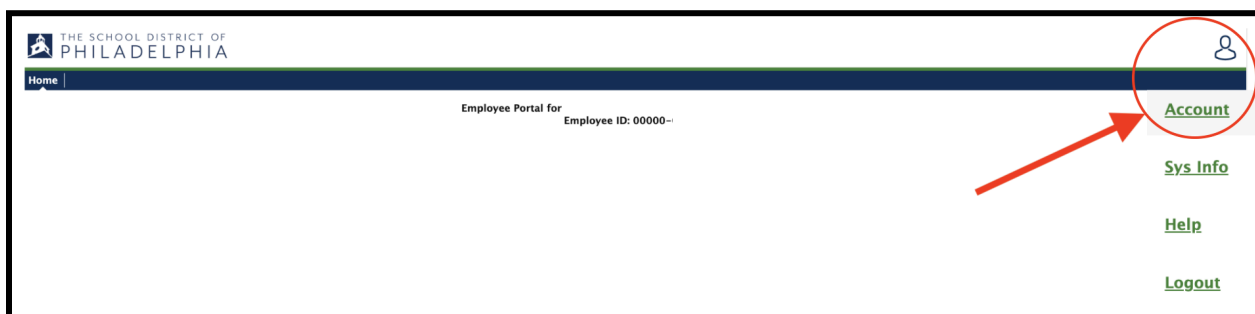 THE SCHOOL DISTRICT OF
PHILADELPHIA
Home
Employee Portal for
Employee ID: 00000-
Account
Sys Info
Help
Logout